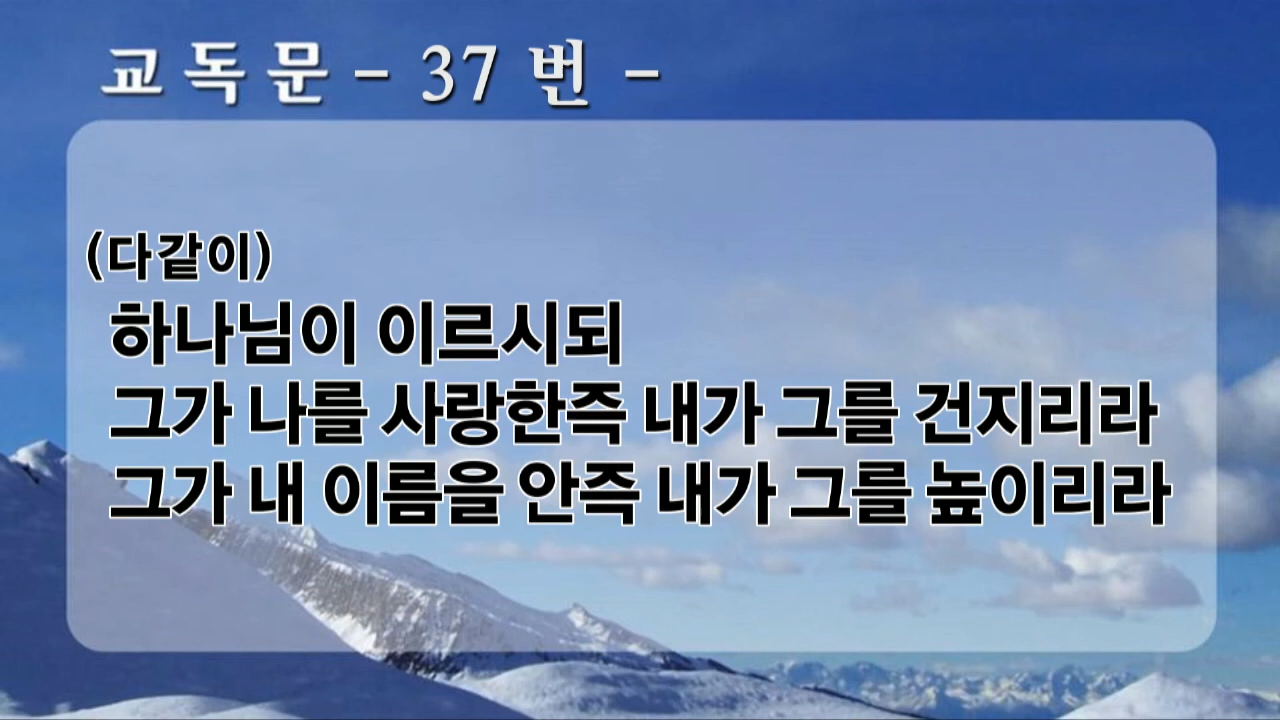 교독문 - 37 번 -
(다같이)
하나님이 이르시되
그가 나를 사랑한즉 내가 그를 건지리라
그가 내 이름을 안즉 내가 그를 높이리라